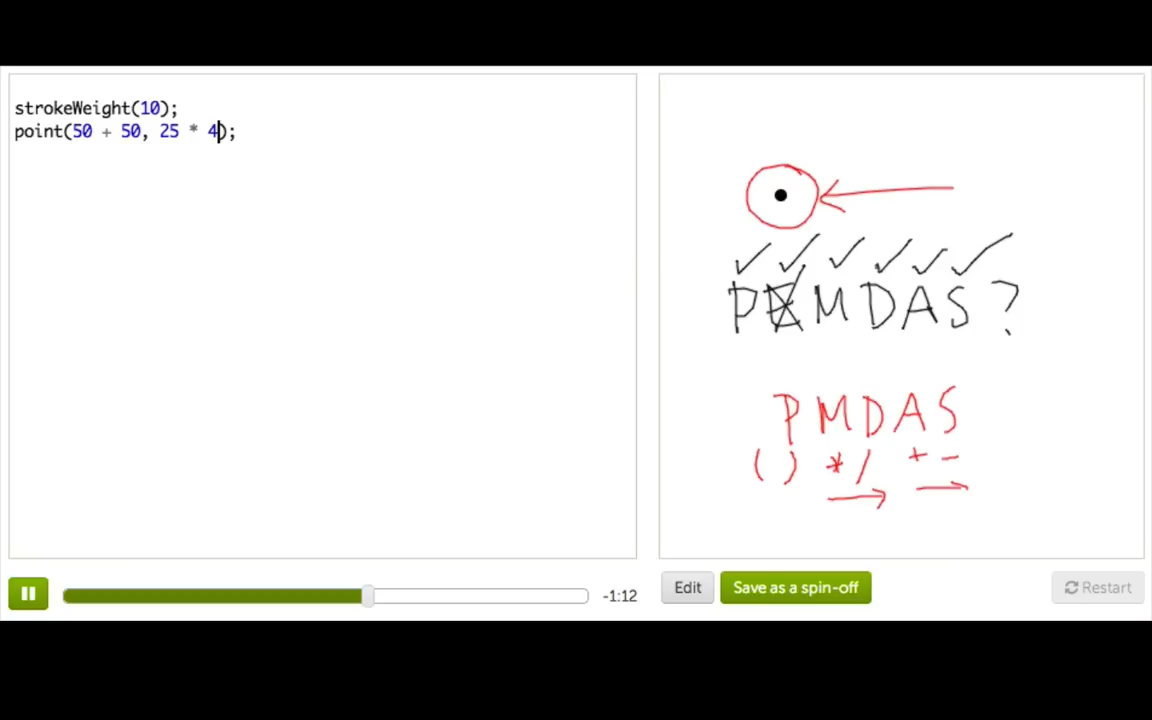 strokeWeight(10);
point(50 + 50, 25 * 4);
PEMDAS?
PMDAS
( ) * / + -
-1:12
Edit
Save as a spin-off
Restart